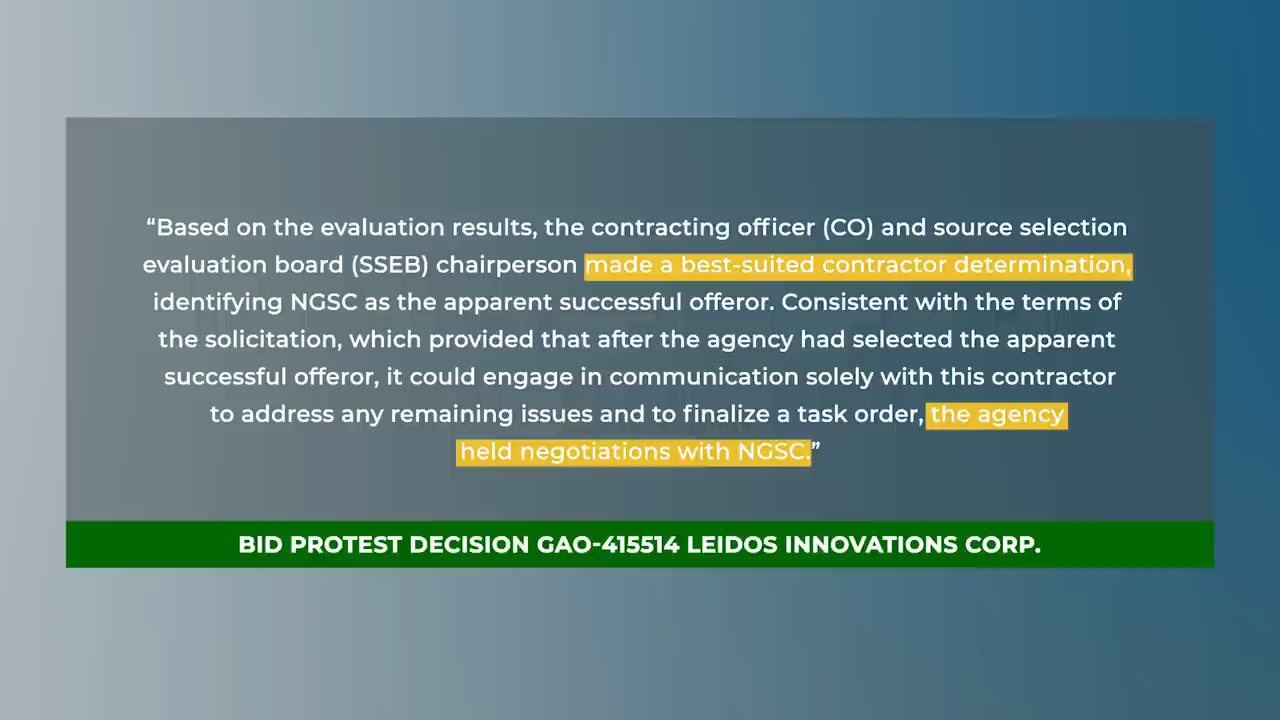 “Based on the evaluation results, the contracting officer (CO) and source selection
evaluation board (SSEB) chairperson made a best-suited contractor determination,
identifying NGSC as the apparent successful offeror. Consistent with the terms of
the solicitation, which provided that after the agency had selected the apparent
successful offeror, it could engage in communication solely with this contractor
to address any remaining issues and to finalize a task order, the agency
held negotiations with NGSC.”
BID PROTEST DECISION GAO-415514 LEIDOS INNOVATIONS CORP.